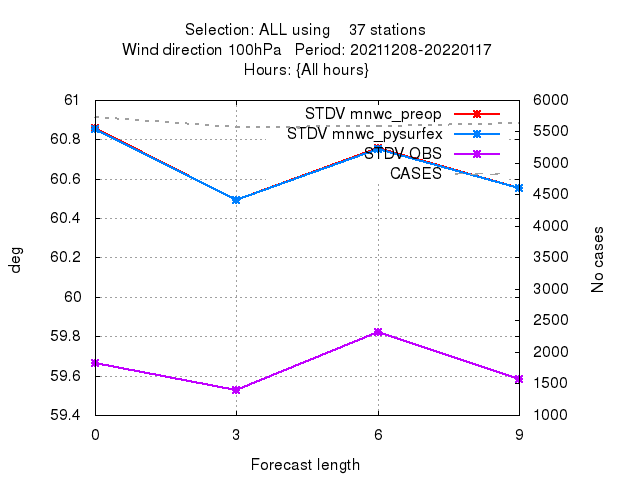 Selection: ALL using 37 stations
Wind direction 100hPa Period: 20211208-20220117
Hours: {All hours}
61 6000
STDV mnwc_preop
60.8 5500
STDV mnwc_pysurfex
STDV OBS
5000
60.6 CASES
4500
60.4 4000
60.2 3500
60 3000
59.8 2500
2000
59.6 1500
59.4 1000
deg
No cases
0 3 6 9
Forecast length